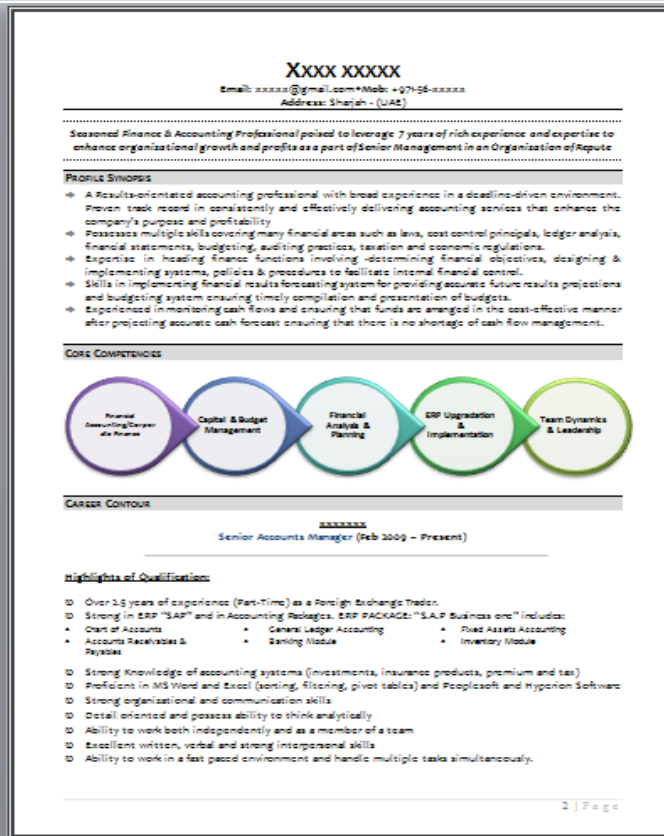 Xxxx xxxxx
Email: xxxxx@gmail.com•Mob: +971-56-xxxxx
Address: Sharjah - (UAE)
Seasoned Finance & Accounting Professional poised to leverage 7 years of rich experience and expertise to
enhance organizational growth and profits as a part of Senior Management in an Organization of Repute
Profile Synopsis
A Results-orientated accounting professional with broad experience in a deadline-driven environment.
Proven track record in consistently and effectively delivering accounting services that enhance the
company's purpose and profitability
Possesses multiple skills covering many financial areas such as laws, cost control principals, ledger analysis,
financial statements, budgeting, auditing practices, taxation and economic regulations.
Expertise in heading finance functions involving -determining financial objectives, designing &
implementing systems, policies & procedures to facilitate internal financial control.
Skills in implementing financial results forecasting system for providing accurate future results projections
and budgeting system ensuring timely compilation and presentation of budgets.
Experienced in monitoring cash flows and ensuring that funds are arranged in the cost-effective manner
after projecting accurate cash forecast ensuring that there is no shortage of cash flow management.
Core Competencies
Financial
Accounting/Corpor
ate Finance
Capital & Budget
Management
Financial
Analysis &
Planning
ERP Upgradation
&
Implementation
Team Dynamics
& Leadership
Career Contour
xxxxxxx
Senior Accounts Manager (Feb 2009 – Present)
Highlights of Qualification:
Over 2.5 years of experience (Part-Time) as a Foreign Exchange Trader.
Strong in ERP "SAP" and in Accounting Packages. ERP PACKAGE: "S.A.P Business one" includes:
• Chart of Accounts • General Ledger Accounting • Fixed Assets Accounting
• Accounts Receivables & • Banking Module • Inventory Module
Payables
Strong Knowledge of accounting systems (investments, insurance products, premium and tax)
Proficient in MS Word and Excel (sorting, filtering, pivot tables) and Peoplesoft and Hyperion Software
Strong organizational and communication skills
Detail oriented and possess ability to think analytically
Ability to work both independently and as a member of a team
Excellent written, verbal and strong interpersonal skills
Ability to work in a fast paced environment and handle multiple tasks simultaneously.
2 | Page